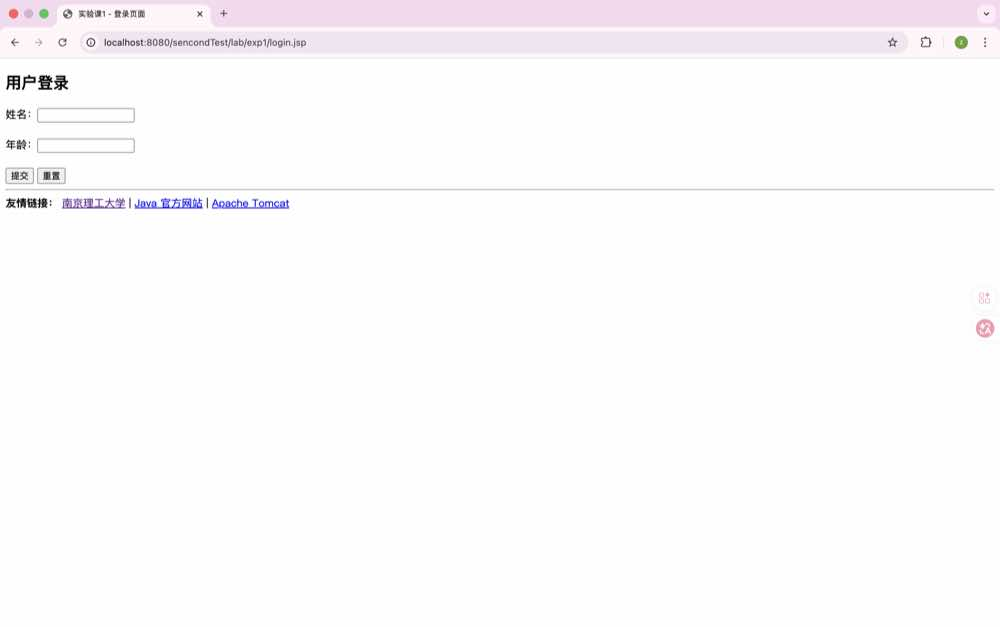 实验课1 - 登录页面
localhost:8080/sencondTest/lab/exp1/login.jsp
用户登录
姓名：
年龄：
提交 重置
友情链接： 南京理工大学 | Java 官方网站 | Apache Tomcat